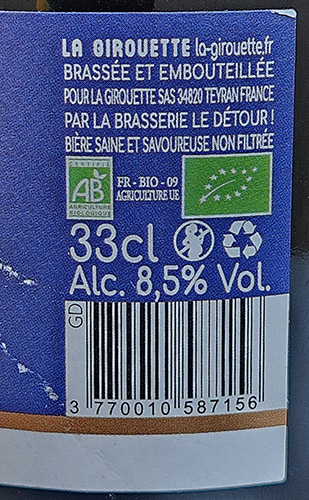 LA GIROUETTE la-girouette.fr
BRASSÉE ET EMBOUTEILLÉE
POUR LA GIROUETTE SAS 34820 TEYRAN FRANCE
PAR LA BRASSERIE LE DÉTOUR !
BIÈRE SAINE ET SAVOUREUSE NON FILTRÉE
CERTIFIÉ
AB
AGRICULTURE
BIOLOGIQUE
FR-BIO-09
AGRICULTURE UE
33cl
Alc. 8,5% Vol.
GD
3 770010 587156